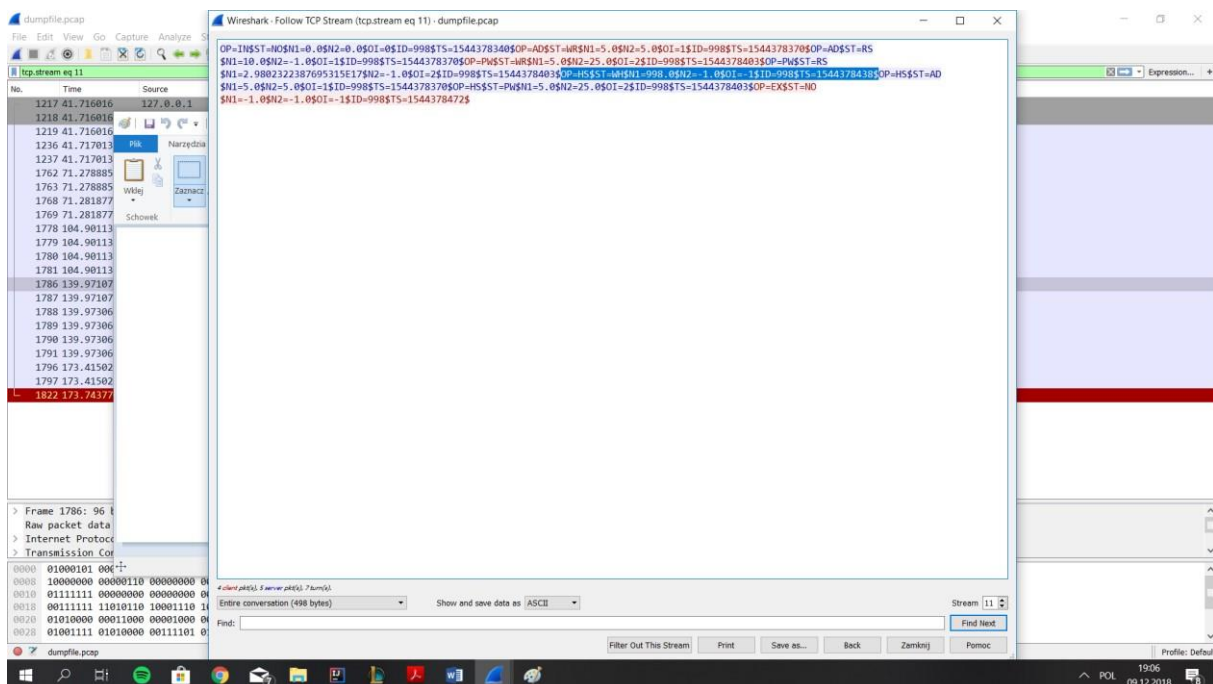 dumpfile.pcap
File Edit View Go Capture Analyze
tcp.stream eq 11
Expression... +
No. Time Source
1217 41.716016 127.0.0.1
1218 41.716016
1219 41.716016
1236 41.717013
1237 41.717013
1762 71.278885
1763 71.278885
1768 71.281877
1769 71.281877
1778 104.90113
1779 104.90113
1780 104.90113
1781 104.90113
1786 139.97107
1787 139.97107
1788 139.97306
1789 139.97306
1790 139.97306
1791 139.97306
1796 173.41502
1797 173.41502
1822 173.74377
Plik Narzędzia
Wklej Zaznacz
Schowek
Wireshark · Follow TCP Stream (tcp.stream eq 11) · dumpfile.pcap
OP=IN$ST=NO$N1=0.0$N2=0.0$OI=0$ID=998$TS=1544378340$OP=AD$ST=WR$N1=5.0$N2=5.0$OI=1$ID=998$TS=1544378370$OP=AD$ST=RS
$N1=10.0$N2=-1.0$OI=1$ID=998$TS=1544378370$OP=PW$ST=WR$N1=5.0$N2=25.0$OI=2$ID=998$TS=1544378403$OP=PW$ST=RS
$N1=2.9802322387695315E17$N2=-1.0$OI=2$ID=998$TS=1544378403$OP=HS$ST=WH$N1=998.0$N2=-1.0$OI=-1$ID=998$TS=1544378438$OP=HS$ST=AD
$N1=5.0$N2=5.0$OI=1$ID=998$TS=1544378370$OP=HS$ST=PW$N1=5.0$N2=25.0$OI=2$ID=998$TS=1544378403$OP=EX$ST=NO
$N1=-1.0$N2=-1.0$OI=-1$ID=998$TS=1544378472$
4 client pkt(s), 5 server pkt(s), 7 turn(s).
Entire conversation (498 bytes) Show and save data as ASCII Stream 11
Find: Find Next
Filter Out This Stream Print Save as... Back Zamknij Pomoc
> Frame 1786: 96
Raw packet data
> Internet Protoc
> Transmission Con
0000 01000101
0008 10000000 00000110 00000000
0010 01111111 00000000 00000000
0018 00111111 11010110 10001110
0020 01010000 00011000 00001000
0028 01001111 01010000 00111101
dumpfile.pcap
Profile: Defaul
POL 19:06
09.12.2018